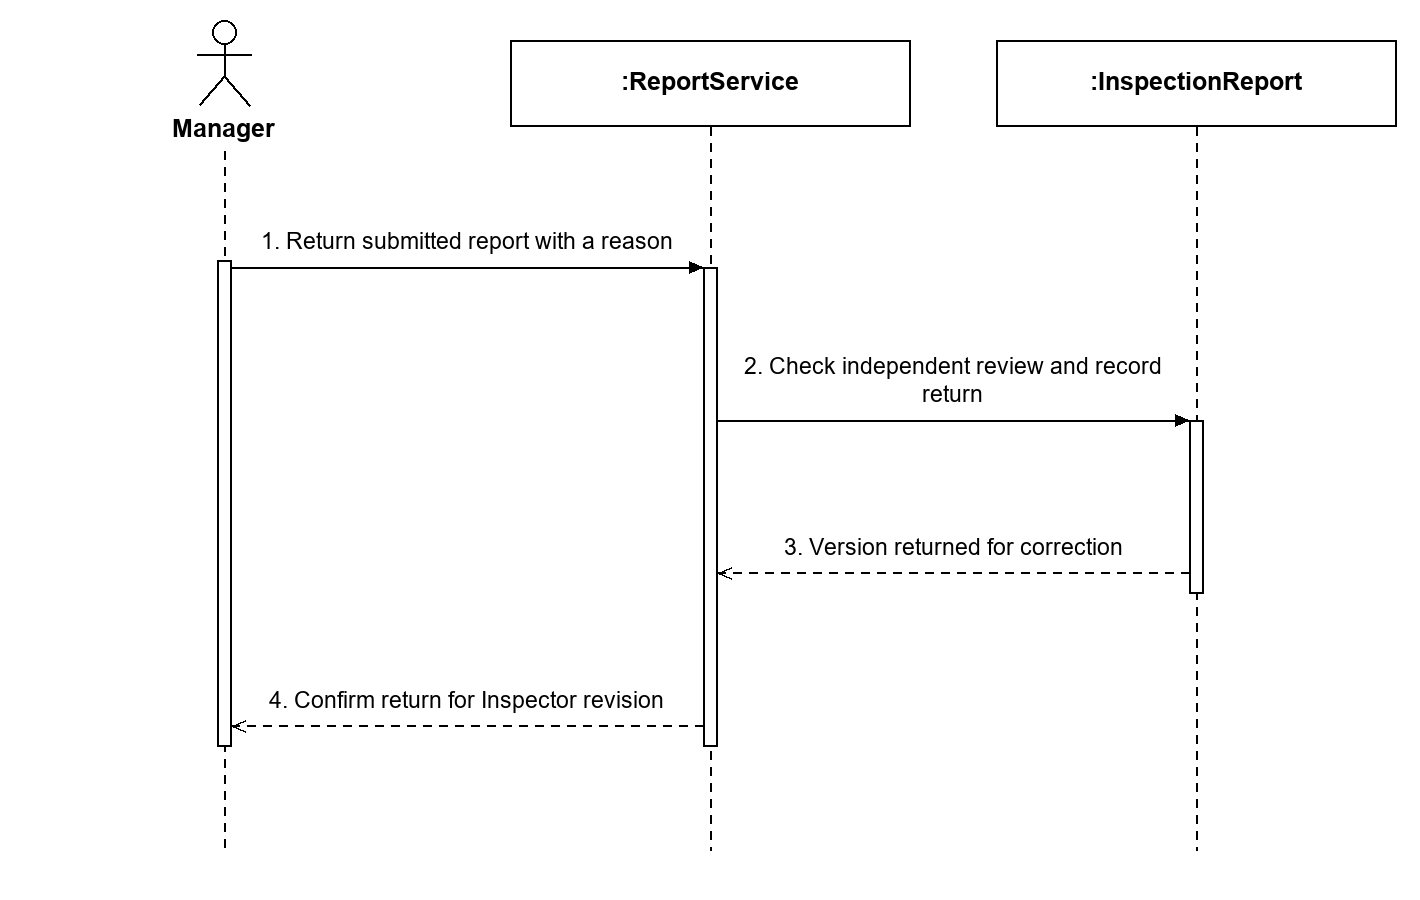 Manager
:ReportService
:InspectionReport
1. Return submitted report with a reason
2. Check independent review and record
return
3. Version returned for correction
4. Confirm return for Inspector revision